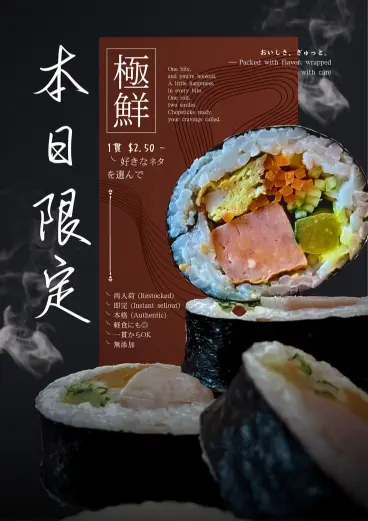 本日限定
極鮮
One bite,
and you're hooked.
A little happiness,
in every bite.
One roll,
two smiles.
Chopsticks ready,
your cravings called.
おいしさ、ぎゅっと。
— Packed with flavor, wrapped
with care
1貫 $2.50 ~
好きなネタ
を選んで
再入荷 (Restocked)
即定 (Instant sellout)
本格 (Authentic)
軽食にも◎
一貫からOK
無添加